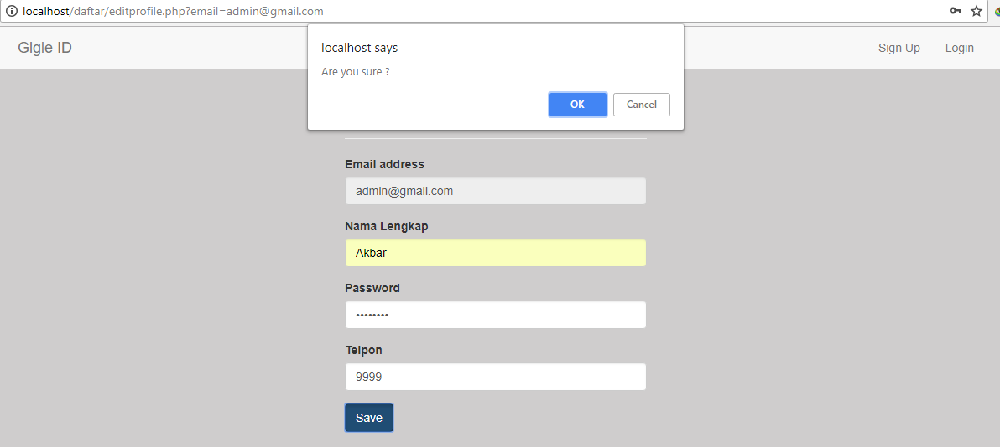 localhost/daftar/editprofile.php?email=admin@gmail.com
Gigle ID
Sign Up
Login
localhost says
Are you sure ?
OK
Cancel
Email address
admin@gmail.com
Nama Lengkap
Akbar
Password
••••••••
Telpon
9999
Save